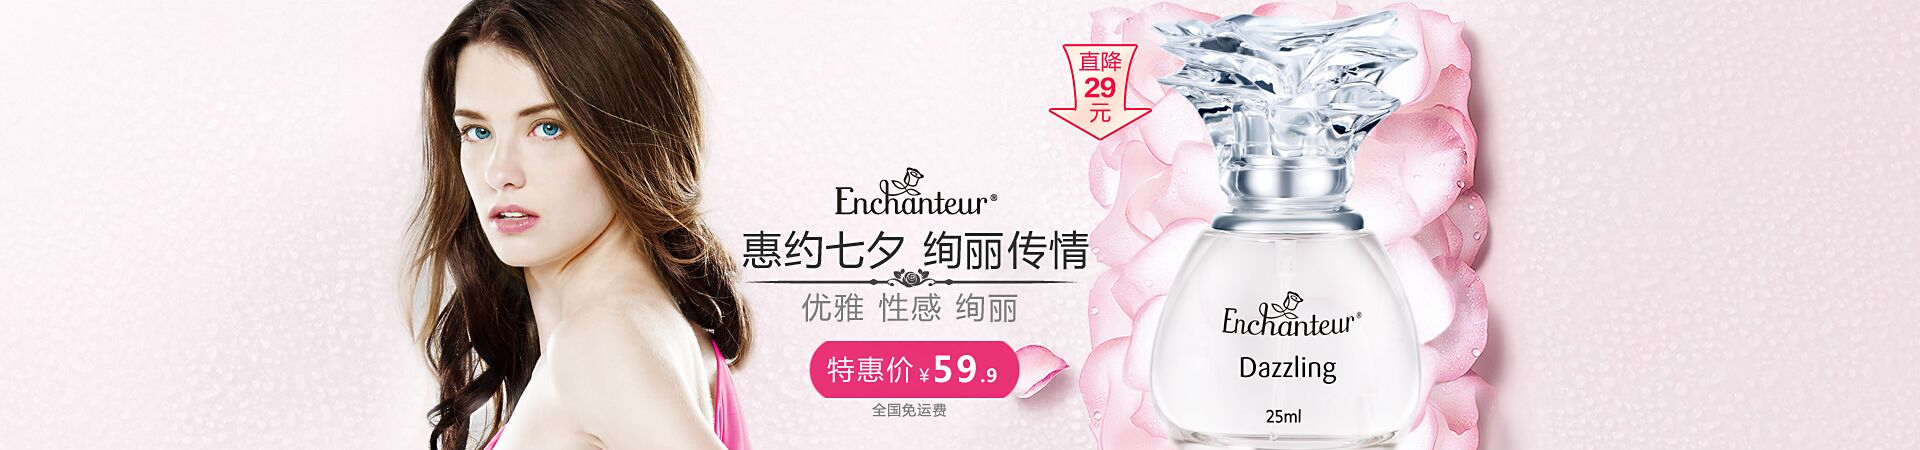 Enchanteur®
惠约七夕 绚丽传情
优雅 性感 绚丽
特惠价 ¥59.9
全国免运费
直降
29
元
Enchanteur®
Dazzling
25ml